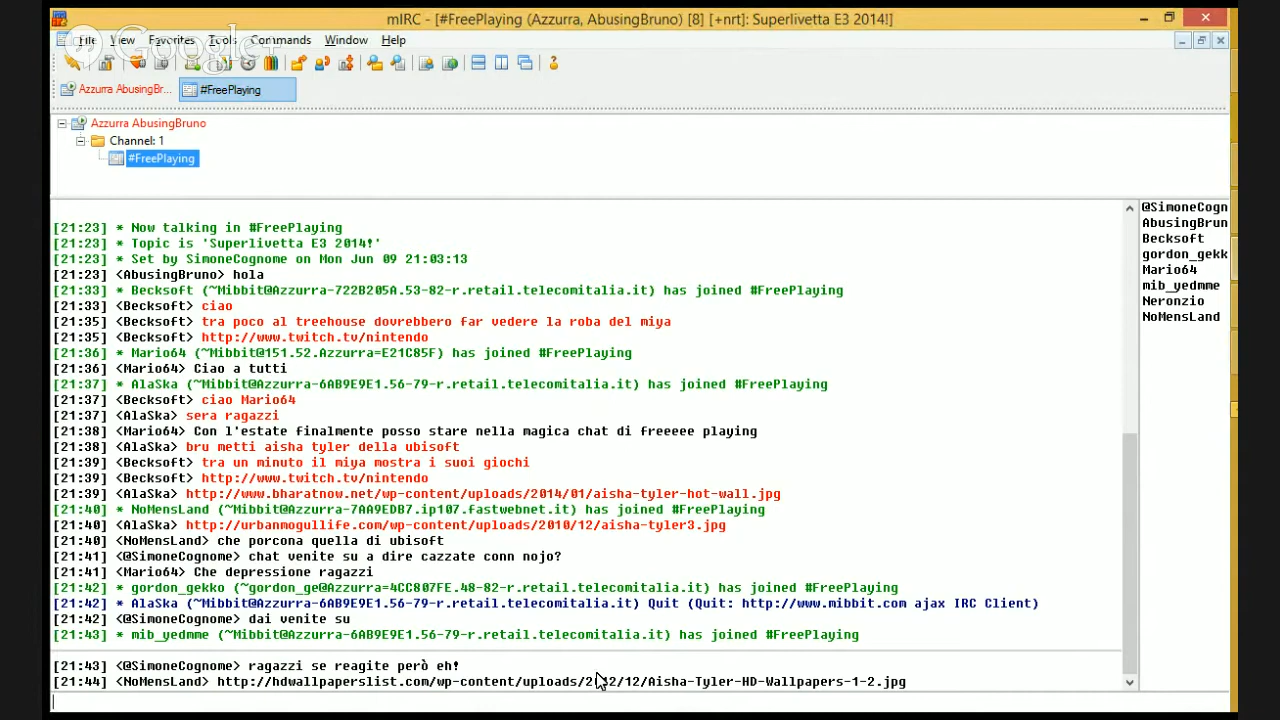 mIRC - [#FreePlaying (Azzurra, AbusingBruno) [8] [+nrt]: Superlivetta E3 2014!]
File View Favorites Tools Commands Window Help
Google+
Azzurra AbusingBr... #FreePlaying
Azzurra AbusingBruno
Channel: 1
#FreePlaying
[21:23] * Now talking in #FreePlaying
[21:23] * Topic is 'Superlivetta E3 2014!'
[21:23] * Set by SimoneCognome on Mon Jun 09 21:03:13
[21:23] <AbusingBruno> hola
[21:33] * Becksoft (~Mibbit@Azzurra-722B205A.53-82-r.retail.telecomitalia.it) has joined #FreePlaying
[21:33] <Becksoft> ciao
[21:35] <Becksoft> tra poco al treehouse dovrebbero far vedere la roba del miya
[21:35] <Becksoft> http://www.twitch.tv/nintendo
[21:36] * Mario64 (~Mibbit@151.52.Azzurra=E21C85F) has joined #FreePlaying
[21:36] <Mario64> Ciao a tutti
[21:37] * AlaSka (~Mibbit@Azzurra-6AB9E9E1.56-79-r.retail.telecomitalia.it) has joined #FreePlaying
[21:37] <Becksoft> ciao Mario64
[21:37] <AlaSka> sera ragazzi
[21:38] <Mario64> Con l'estate finalmente posso stare nella magica chat di freeeee playing
[21:38] <AlaSka> bru metti aisha tyler della ubisoft
[21:39] <Becksoft> tra un minuto il miya mostra i suoi giochi
[21:39] <Becksoft> http://www.twitch.tv/nintendo
[21:39] <AlaSka> http://www.bharatnow.net/wp-content/uploads/2014/01/aisha-tyler-hot-wall.jpg
[21:40] * NoMensLand (~Mibbit@Azzurra-7AA9EDB7.ip107.fastwebnet.it) has joined #FreePlaying
[21:40] <AlaSka> http://urbanmogullife.com/wp-content/uploads/2010/12/aisha-tyler3.jpg
[21:40] <NoMensLand> che porcona quella di ubisoft
[21:41] <@SimoneCognome> chat venite su a dire cazzate conn nojo?
[21:41] <Mario64> Che depressione ragazzi
[21:42] * gordon_gekko (~gordon_ge@Azzurra=4CC807FE.48-82-r.retail.telecomitalia.it) has joined #FreePlaying
[21:42] * AlaSka (~Mibbit@Azzurra-6AB9E9E1.56-79-r.retail.telecomitalia.it) Quit (Quit: http://www.mibbit.com ajax IRC Client)
[21:42] <@SimoneCognome> dai venite su
[21:43] * mib_yedmme (~Mibbit@Azzurra-6AB9E9E1.56-79-r.retail.telecomitalia.it) has joined #FreePlaying
[21:43] <@SimoneCognome> ragazzi se reagite però eh!
[21:44] <NoMensLand> 
@SimoneCogn
AbusingBrun
Becksoft
gordon_gekk
Mario64
mib_yedmme
Neronzio
NoMensLand